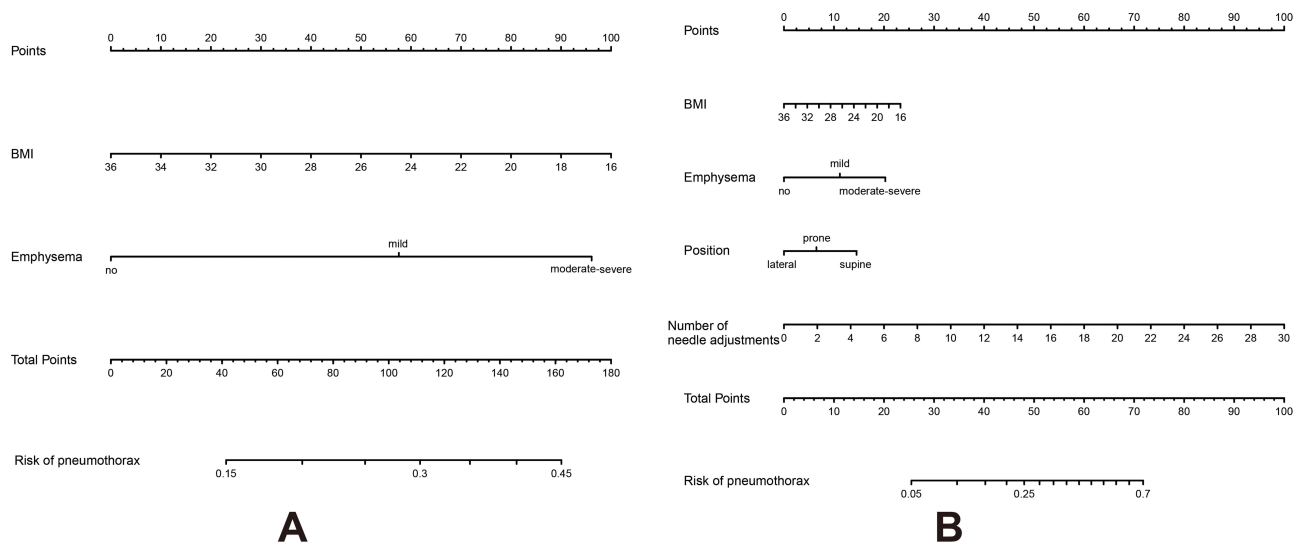 Points 0 10 20 30 40 50 60 70 80 90 100
BMI
36 34 32 30 28 26 24 22 20 18 16
mild
Emphysema
no moderate-severe
Total Points
0 20 40 60 80 100 120 140 160 180
Risk of pneumothorax
0.15 0.3 0.45
A
Points 0 10 20 30 40 50 60 70 80 90 100
BMI
36 32 28 24 20 16
mild
Emphysema
no moderate-severe
prone
Position
lateral supine
Number of
needle adjustments 0 2 4 6 8 10 12 14 16 18 20 22 24 26 28 30
Total Points
0 10 20 30 40 50 60 70 80 90 100
Risk of pneumothorax
0.05 0.25 0.7
B